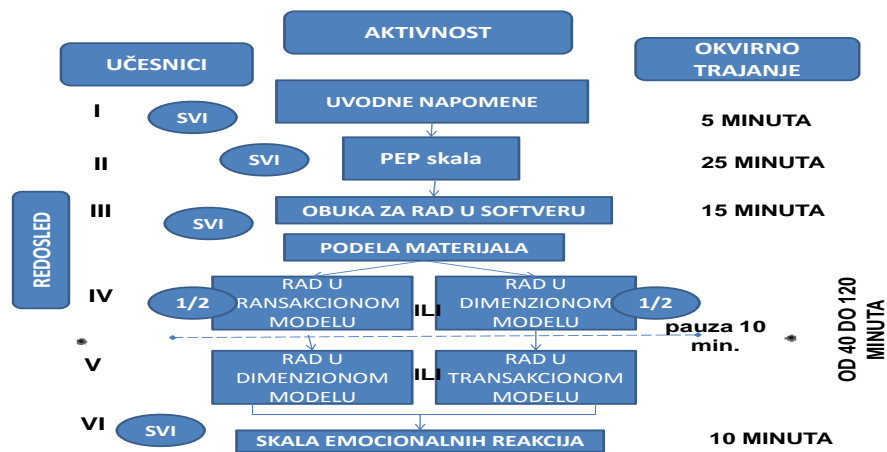 AKTIVNOST
UČESNICI
OKVIRNO
TRAJANJE
I
SVI
UVODNE NAPOMENE
5 MINUTA
II
SVI
PEP skala
25 MINUTA
REDOSLED
III
SVI
OBUKA ZA RAD U SOFTVERU
15 MINUTA
PODELA MATERIJALA
IV
1/2
RAD U
TRANSAKCIONOM
MODELU
ILI
RAD U
DIMENZIONOM
MODELU
1/2
pauza 10
min.
OD 40 DO 120
MINUTA
V
RAD U
DIMENZIONOM
MODELU
ILI
RAD U
TRANSAKCIONOM
MODELU
VI
SVI
SKALA EMOCIONALNIH REAKCIJA
10 MINUTA